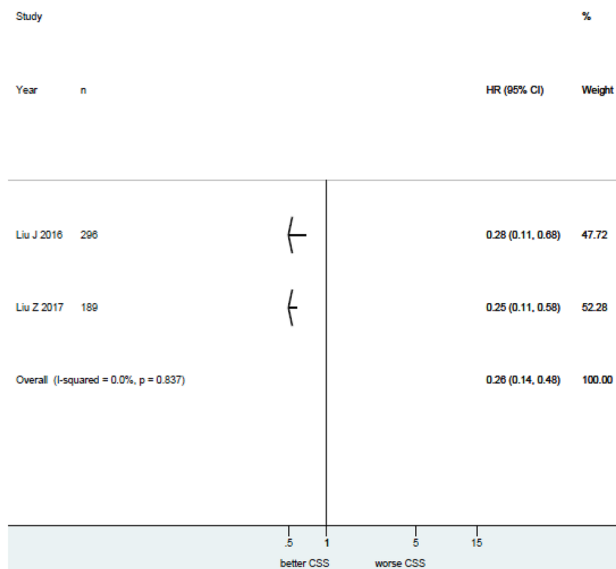 Study %
Year n HR (95% CI) Weight
Liu J 2016 296 0.28 (0.11, 0.68) 47.72
Liu Z 2017 189 0.25 (0.11, 0.58) 52.28
Overall (I-squared = 0.0%, p = 0.837) 0.26 (0.14, 0.48) 100.00
.5 1 5 15
better CSS worse CSS